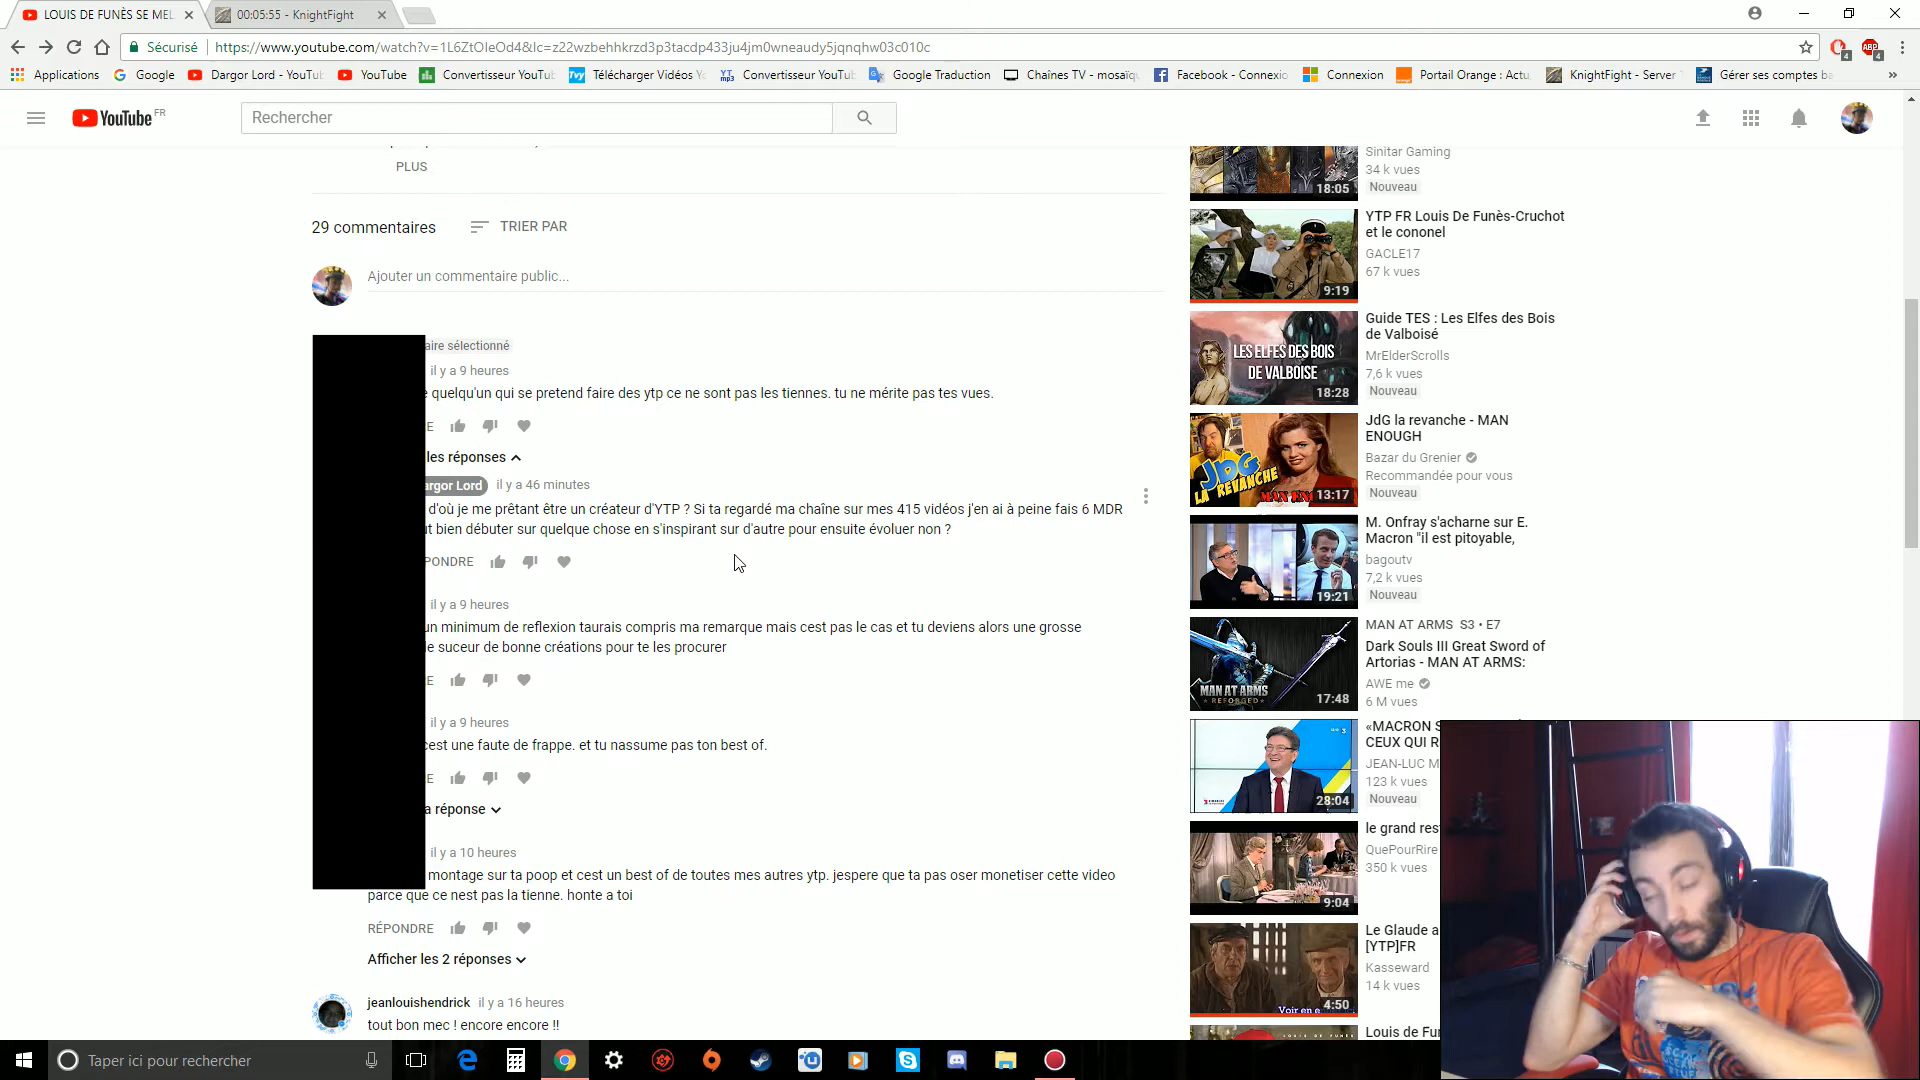 LOUIS DE FUNÈS SE MEL
00:05:55 - KnightFight
Sécurisé
https://www.youtube.com/watch?v=1L6ZtOIeOd4&lc=z22wzbehhkrzd3p3tacdp433ju4jm0wneaudy5jqnqhw03c010c
Applications
Google
Dargor Lord - YouTu
YouTube
Convertisseur YouTu
Télécharger Vidéos Y
Convertisseur YouTu
Google Traduction
Chaînes TV - mosaïq
Facebook - Connexio
Connexion
Portail Orange : Actu
KnightFight - Server
Gérer ses comptes ba
YouTube FR
Rechercher
PLUS
29 commentaires
TRIER PAR
Ajouter un commentaire public...
aire sélectionné
il y a 9 heures
e quelqu'un qui se pretend faire des ytp ce ne sont pas les tiennes. tu ne mérite pas tes vues.
E
les réponses
argor Lord
il y a 46 minutes
d'où je me prêtant être un créateur d'YTP ? Si ta regardé ma chaîne sur mes 415 vidéos j'en ai à peine fais 6 MDR
ut bien débuter sur quelque chose en s'inspirant sur d'autre pour ensuite évoluer non ?
PONDRE
il y a 9 heures
un minimum de reflexion taurais compris ma remarque mais cest pas le cas et tu deviens alors une grosse
le suceur de bonne créations pour te les procurer
E
il y a 9 heures
cest une faute de frappe. et tu nassume pas ton best of.
E
a réponse
il y a 10 heures
montage sur ta poop et cest un best of de toutes mes autres ytp. jespere que ta pas oser monetiser cette video
parce que ce nest pas la tienne. honte a toi
RÉPONDRE
Afficher les 2 réponses
jeanlouishendrick
il y a 16 heures
tout bon mec ! encore encore !!
Sinitar Gaming
34 k vues
Nouveau
18:05
YTP FR Louis De Funès-Cruchot
et le cononel
GACLE17
67 k vues
9:19
Guide TES : Les Elfes des Bois
de Valboisé
MrElderScrolls
7,6 k vues
Nouveau
LES ELFES DES BOIS
DE VALBOISE
18:28
JdG la revanche - MAN
ENOUGH
Bazar du Grenier
Recommandée pour vous
Nouveau
JDG
LA REVANCHE
13:17
M. Onfray s'acharne sur E.
Macron "il est pitoyable,
bagoutv
7,2 k vues
Nouveau
19:21
MAN AT ARMS S3 • E7
Dark Souls III Great Sword of
Artorias - MAN AT ARMS:
AWE me
6 M vues
MAN AT ARMS
REFORGED
17:48
«MACRON S
CEUX QUI R
JEAN-LUC M
123 k vues
Nouveau
28:04
le grand res
QuePourRire
350 k vues
9:04
Le Glaude a
[YTP]FR
Kasseward
14 k vues
Voir en e
4:50
Louis de Fu
Taper ici pour rechercher